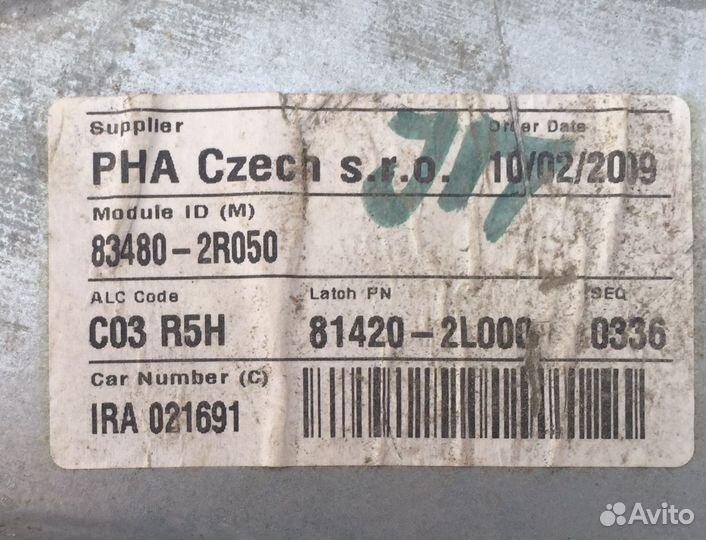 Supplier Order Date
PHA Czech s.r.o. 10/02/2009
Module ID (M)
83480-2R050
ALC Code Latch PN SEQ
C03 R5H 81420-2L000 0336
Car Number (C)
IRA 021691
Avito